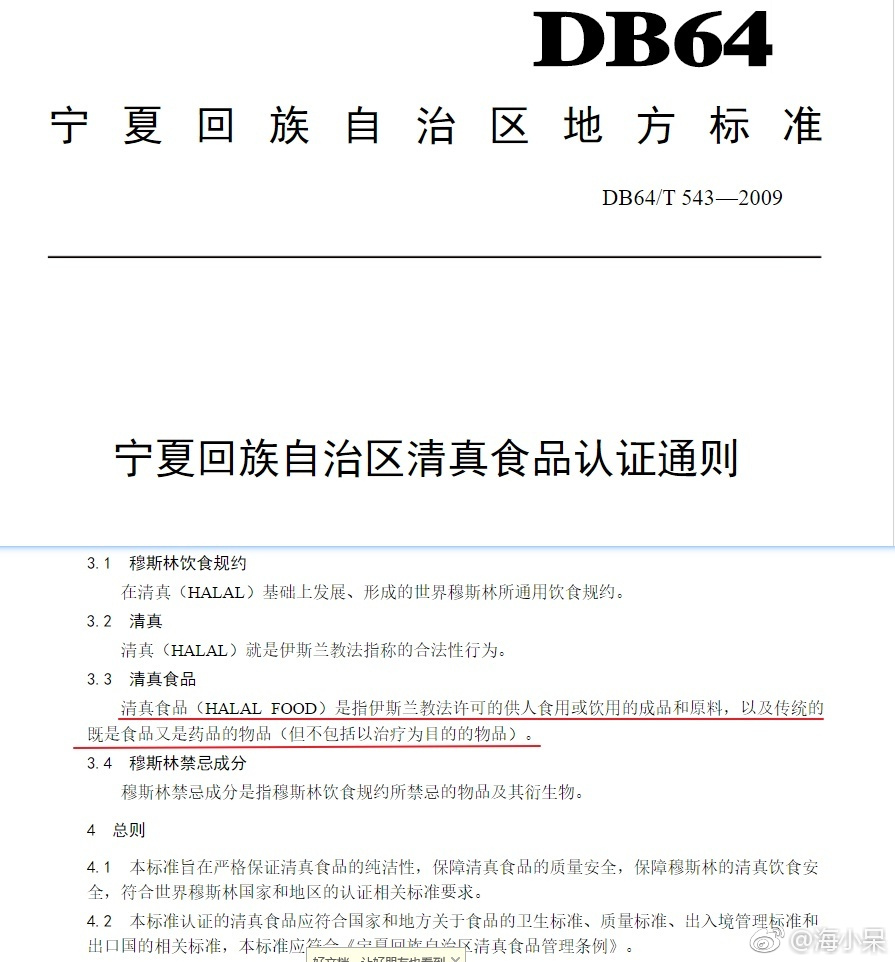 DB64
宁夏回族自治区地方标准
DB64/T 543—2009
宁夏回族自治区清真食品认证通则
3.1 穆斯林饮食规约
在清真（HALAL）基础上发展、形成的世界穆斯林所通用饮食规约。
3.2 清真
清真（HALAL）就是伊斯兰教法指称的合法性行为。
3.3 清真食品
清真食品（HALAL FOOD）是指伊斯兰教法许可的供人食用或饮用的成品和原料，以及传统的
既是食品又是药品的物品（但不包括以治疗为目的的物品）。
3.4 穆斯林禁忌成分
穆斯林禁忌成分是指穆斯林饮食规约所禁忌的物品及其衍生物。
4 总则
4.1 本标准旨在严格保证清真食品的纯洁性，保障清真食品的质量安全，保障穆斯林的清真饮食安
全，符合世界穆斯林国家和地区的认证相关标准要求。
4.2 本标准认证的清真食品应符合国家和地方关于食品的卫生标准、质量标准、出入境管理标准和
出口国的相关标准，本标准应符合《宁夏回族自治区清真食品管理条例》。
好文档，让好朋友也看到
@海小呆